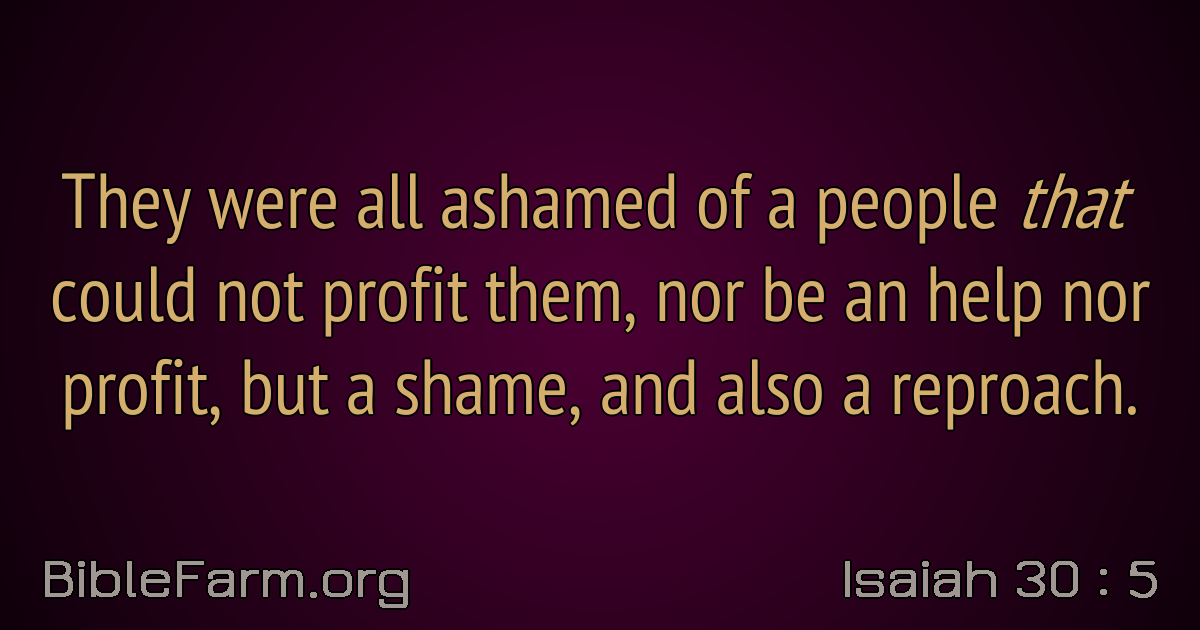 They were all ashamed of a people that
could not profit them, nor be an help nor
profit, but a shame, and also a reproach.
BibleFarm.org
Isaiah 30 : 5